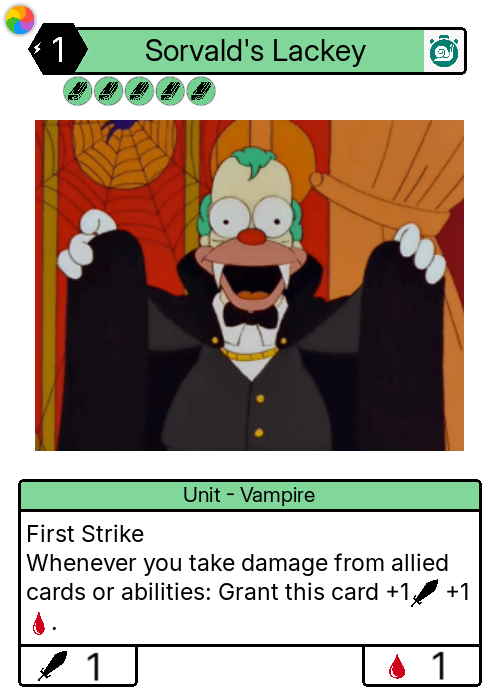 1
Sorvald's Lackey
Unit - Vampire
First Strike
Whenever you take damage from allied
cards or abilities: Grant this card +1 +1
.
1
1